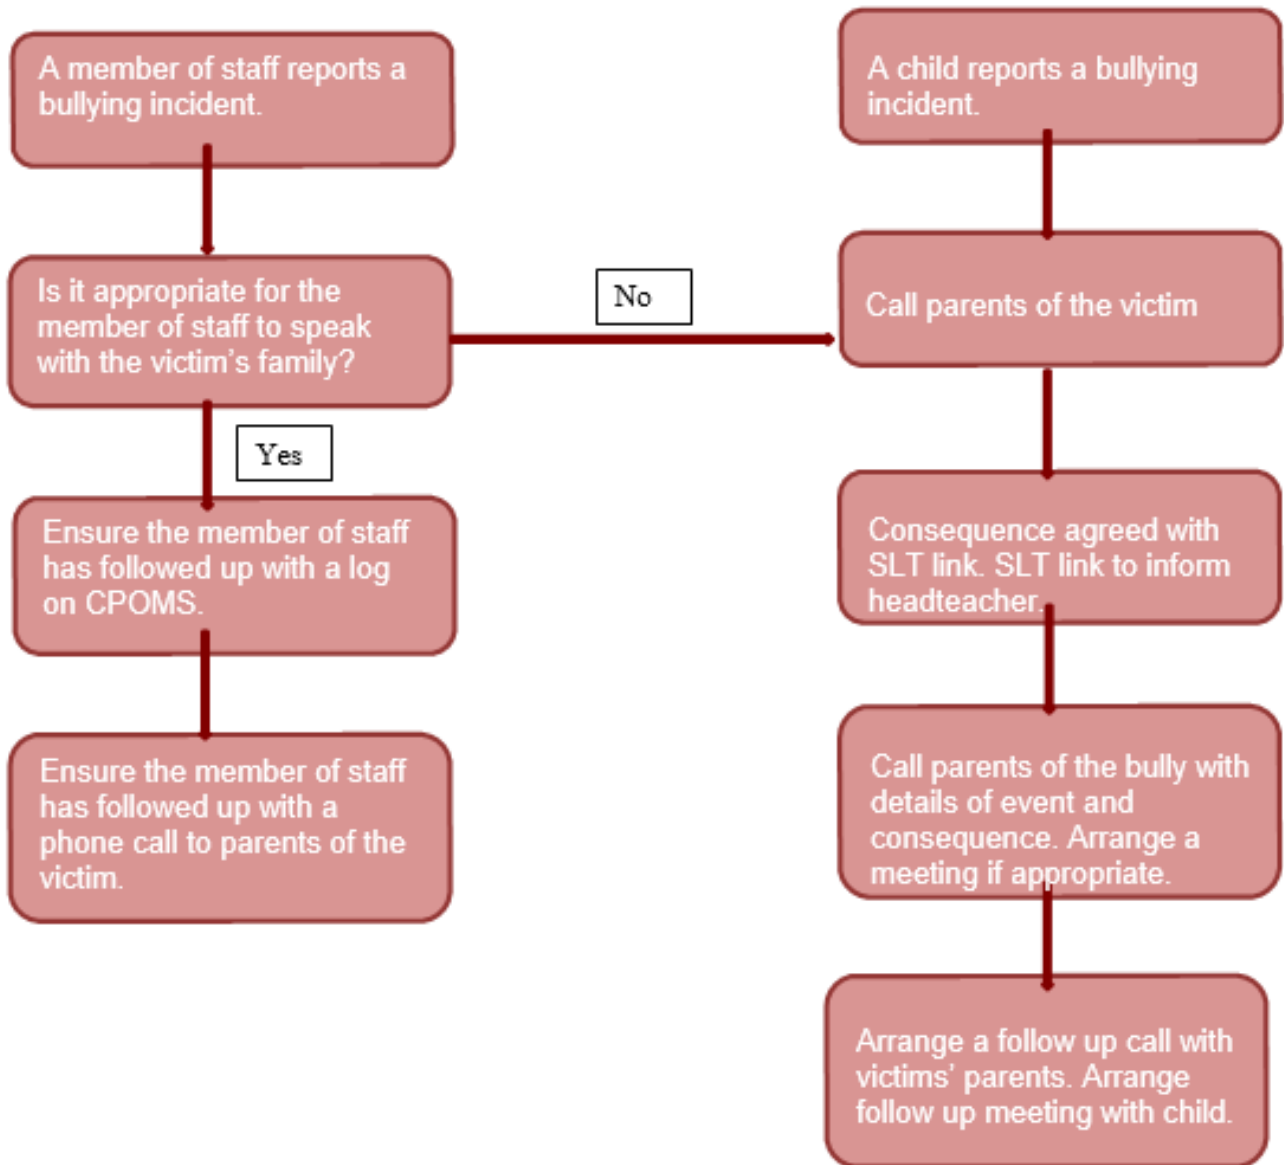 A member of staff reports a
bullying incident.
Is it appropriate for the
member of staff to speak
with the victim’s family?
Yes
Ensure the member of staff
has followed up with a log
on CPOMS.
Ensure the member of staff
has followed up with a
phone call to parents of the
victim.
No
A child reports a bullying
incident.
Call parents of the victim
Consequence agreed with
SLT link. SLT link to inform
headteacher.
Call parents of the bully with
details of event and
consequence. Arrange a
meeting if appropriate.
Arrange a follow up call with
victims’ parents. Arrange
follow up meeting with child.